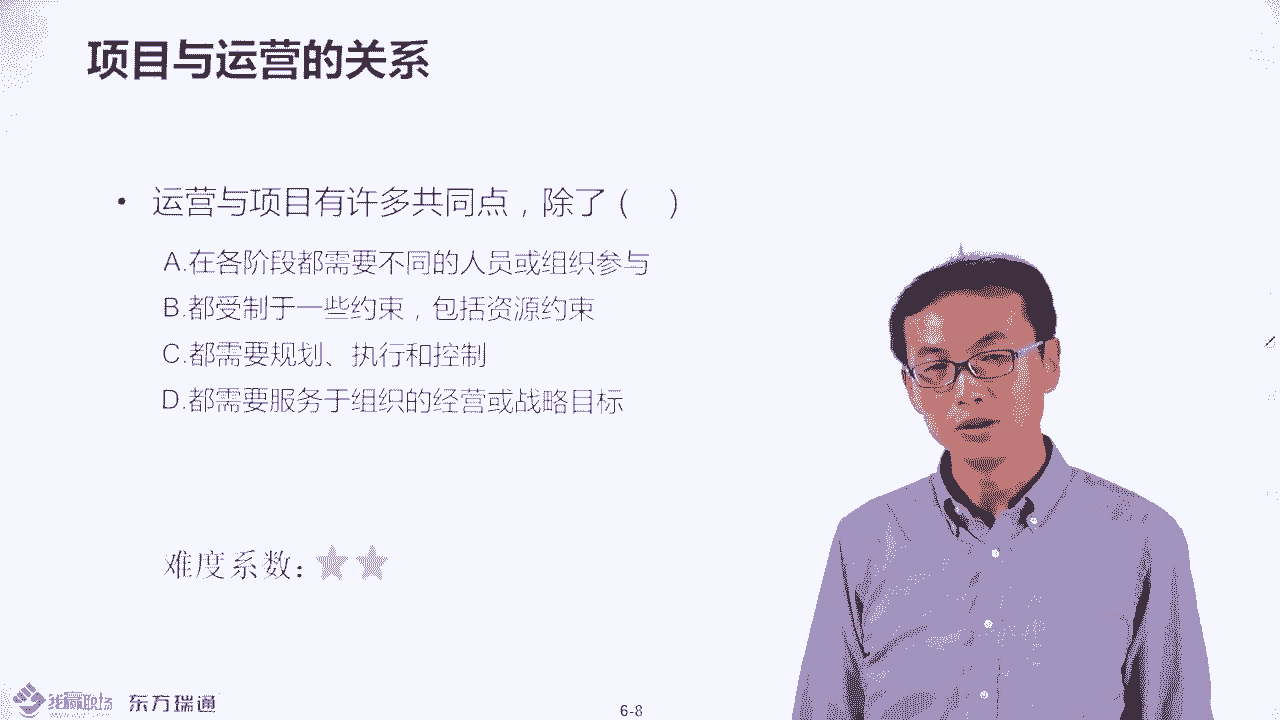 项目与运营的关系
• 运营与项目有许多共同点，除了（ ）
A.在各阶段都需要不同的人员或组织参与
B.都受制于一些约束，包括资源约束
C.都需要规划、执行和控制
D.都需要服务于组织的经营或战略目标
难度系数：
我赢职场 东方瑞通
6-8